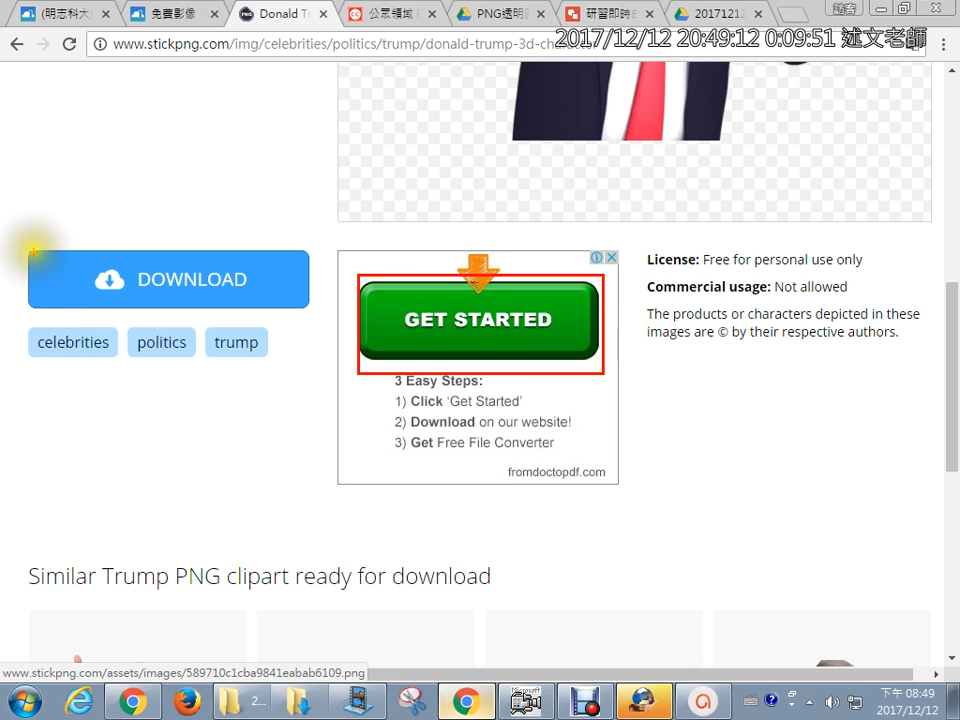 (明志科大
免費影像
Donald T
公眾領域
PNG透明
研習即時
20171212
訪客
www.stickpng.com/img/celebrities/politics/trump/donald-trump-3d-charac
2017/12/12 20:49:12 0:09:51 述文老師
DOWNLOAD
celebrities
politics
trump
GET STARTED
3 Easy Steps:
1) Click ‘Get Started’
2) Download on our website!
3) Get Free File Converter
fromdoctopdf.com
License: Free for personal use only
Commercial usage: Not allowed
The products or characters depicted in these
images are © by their respective authors.
Similar Trump PNG clipart ready for download
www.stickpng.com/assets/images/589710c1cba9841eabab6109.png
2...
Microsoft
下午 08:49
2017/12/12